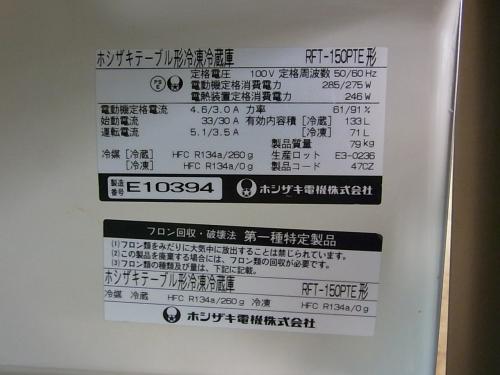 ホシザキテーブル形冷凍冷蔵庫 RFT-150PTE形
定格電圧 100V 定格周波数 50/60Hz
電動機定格消費電力 285/275W
電熱装置定格消費電力 246W
電動機定格電流 4.6/3.0A 力率 61/91%
始動電流 33/30A 有効内容積 [冷蔵] 133L
運転電流 5.1/3.5A [冷凍] 71L
製品質量 79kg
冷媒 [冷蔵] HFC R134a/260g 生産ロット E3-0236
[冷凍] HFC R134a/0g 製品コード 47CZ
製造番号 E10394 ホシザキ電機株式会社
フロン回収・破壊法 第一種特定製品
(1)フロン類をみだりに大気中に放出することは禁じられています。
(2)この製品を廃棄する場合には、フロン類の回収が必要です。
(3)フロン類の種類及び量は、下記に記載。
ホシザキテーブル形冷凍冷蔵庫 RFT-150PTE形
冷媒 冷蔵 HFC R134a/260g 冷凍 HFC R134a/0g
ホシザキ電機株式会社